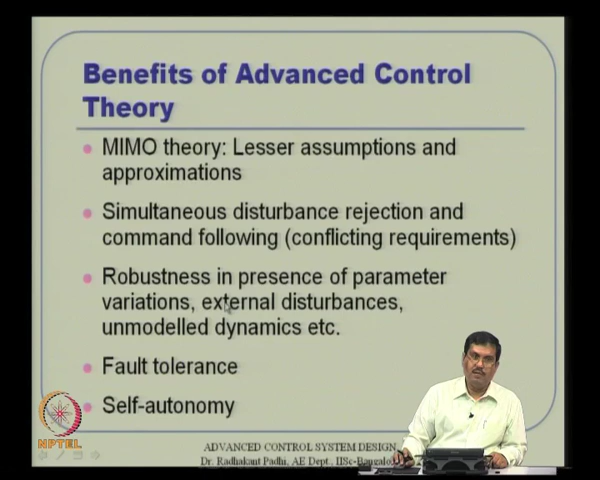 Benefits of Advanced Control
Theory
MIMO theory: Lesser assumptions and
approximations
Simultaneous disturbance rejection and
command following (conflicting requirements)
Robustness in presence of parameter
variations, external disturbances,
unmodelled dynamics etc.
Fault tolerance
Self-autonomy
NPTEL
ADVANCED CONTROL SYSTEM DESIGN
Dr. Radhakant Padhi, AE Dept., IISc-Bangalo